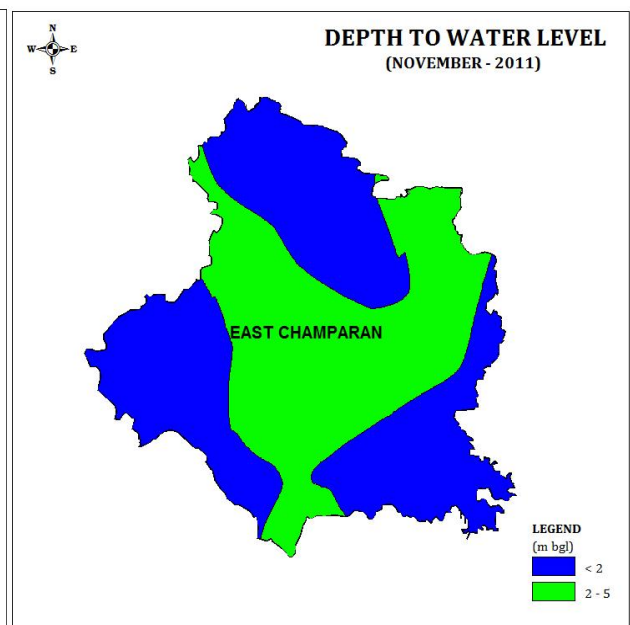 DEPTH TO WATER LEVEL
(NOVEMBER - 2011)
N
W E
S
EAST CHAMPARAN
LEGEND
(m bgl)
< 2
2 - 5